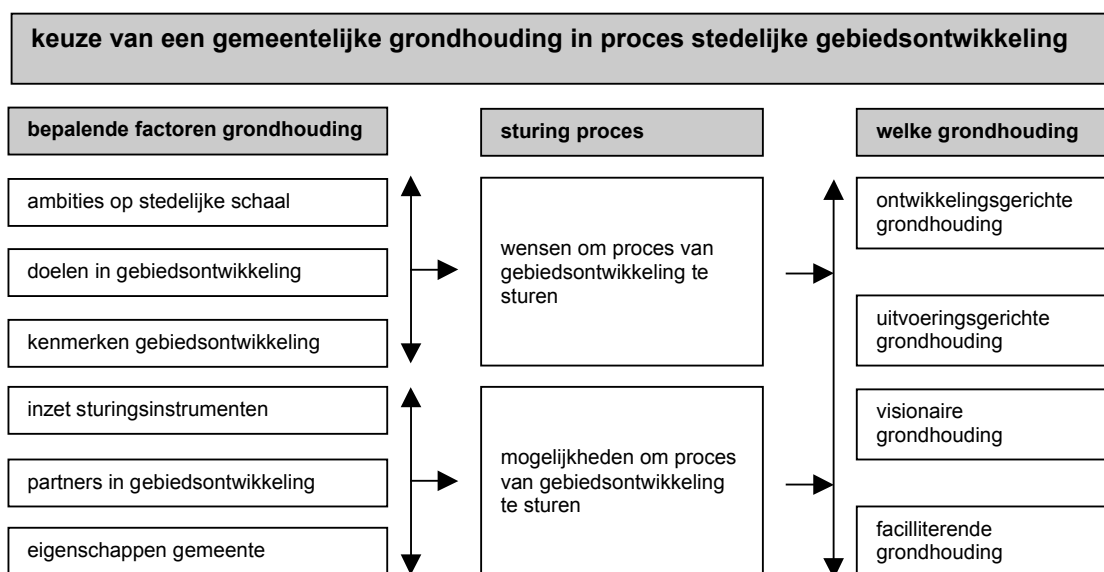 keuze van een gemeentelijke grondhouding in proces stedelijke gebiedsontwikkeling
bepalende factoren grondhouding
ambities op stedelijke schaal
doelen in gebiedsontwikkeling
kenmerken gebiedsontwikkeling
inzet sturingsinstrumenten
partners in gebiedsontwikkeling
eigenschappen gemeente
sturing proces
wensen om proces van
gebiedsontwikkeling te
sturen
mogelijkheden om proces
van gebiedsontwikkeling
te sturen
welke grondhouding
ontwikkelingsgerichte
grondhouding
uitvoeringsgerichte
grondhouding
visionaire
grondhouding
facilliterende
grondhouding